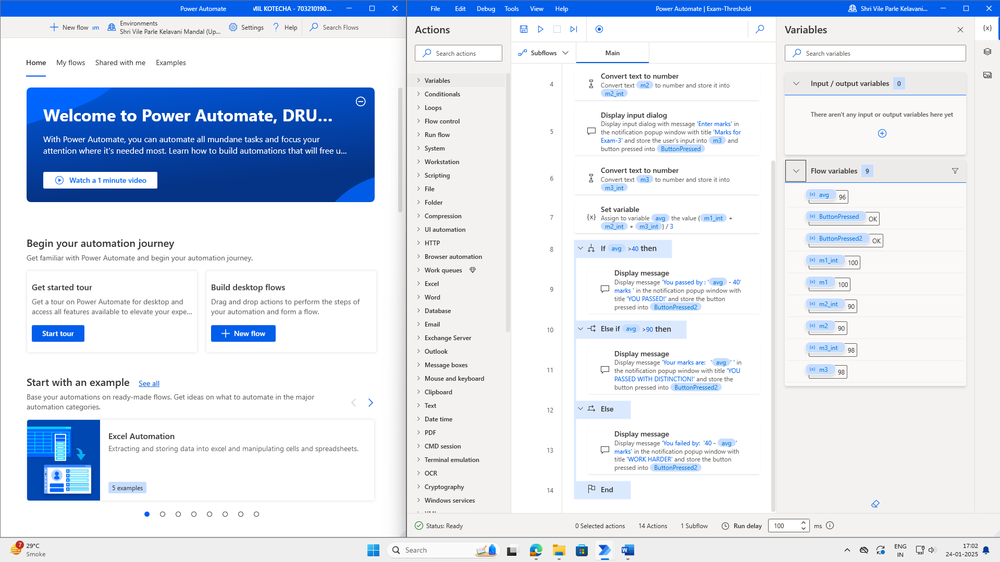 Power Automate
MIL KOTECHA - 703210190...
New flow
Environments
Shri Vile Parle Kelavani Mandal (Up...
Settings
Help
Search Flows
Home
My flows
Shared with me
Examples
Welcome to Power Automate, DRU...
With Power Automate, you can automate all mundane tasks and focus your
attention where it's needed most. Learn how to build automations that will free u...
Watch a 1 minute video
Begin your automation journey
Get familiar with Power Automate and begin your automation journey.
Get started tour
Get a tour on Power Automate for desktop and
access all features available to elevate your expe...
Start tour
Build desktop flows
Drag and drop actions to perform the steps of
your automation and form a flow.
New flow
Start with an example
See all
Base your automations on ready-made flows. Get ideas on what to automate in the major
automation categories.
Excel Automation
Extracting and storing data into excel and manipulating cells and spreadsheets.
5 examples
File
Edit
Debug
Tools
View
Help
Power Automate | Exam-Threshold
Shri Vile Parle Kelavani...
Actions
Search actions
Variables
Conditionals
Loops
Flow control
Run flow
System
Workstation
Scripting
File
Folder
Compression
UI automation
HTTP
Browser automation
Work queues
Excel
Word
Database
Email
Exchange Server
Outlook
Message boxes
Mouse and keyboard
Clipboard
Text
Date time
PDF
CMD session
Terminal emulation
OCR
Cryptography
Windows services
Subflows
Main
4
Convert text to number
Convert text m2 to number and store it into
m2_int
5
Display input dialog
Display input dialog with message 'Enter marks' in
the notification popup window with title 'Marks for
Exam-3' and store the user's input into m3 and
button pressed into ButtonPressed
6
Convert text to number
Convert text m3 to number and store it into
m3_int
7
{x}
Set variable
Assign to variable avg the value ( m1_int +
m2_int + m3_int ) / 3
8
If avg >40 then
9
Display message
Display message 'You passed by : ' avg - 40'
marks ' in the notification popup window with
title 'YOU PASSED!' and store the button
pressed into ButtonPressed2
10
Else if avg >90 then
11
Display message
Display message 'Your marks are: ' avg ' ' in
the notification popup window with title 'YOU
PASSED WITH DISTINCTION!' and store the
button pressed into ButtonPressed2
12
Else
13
Display message
Display message 'You failed by: '40 - avg '
marks' in the notification popup window with
title 'WORK HARDER' and store the button
pressed into ButtonPressed2
14
End
Variables
{x}
Search variables
Input / output variables 0
There aren't any input or output variables here yet
Flow variables 9
(x) avg 96
(x) ButtonPressed OK
(x) ButtonPressed2 OK
(x) m1_int 100
(x) m1 100
(x) m2_int 90
(x) m2 90
(x) m3_int 98
(x) m3 98
Status: Ready
0 Selected actions
14 Actions
1 Subflow
Run delay
100
ms
7
29°C
Smoke
Search
ENG
IN
17:02
24-01-2025